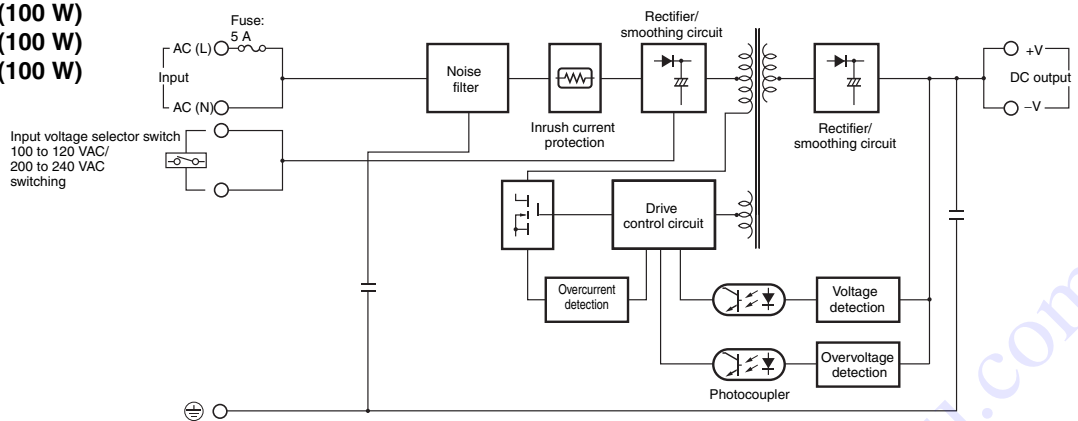 (100 W)
(100 W)
(100 W)
Fuse:
5 A
AC (L)
Input
AC (N)
Input voltage selector switch
100 to 120 VAC/
200 to 240 VAC
switching
Noise
filter
Inrush current
protection
Rectifier/
smoothing circuit
Rectifier/
smoothing circuit
+V
DC output
−V
Drive
control circuit
Overcurrent
detection
Voltage
detection
Overvoltage
detection
Photocoupler